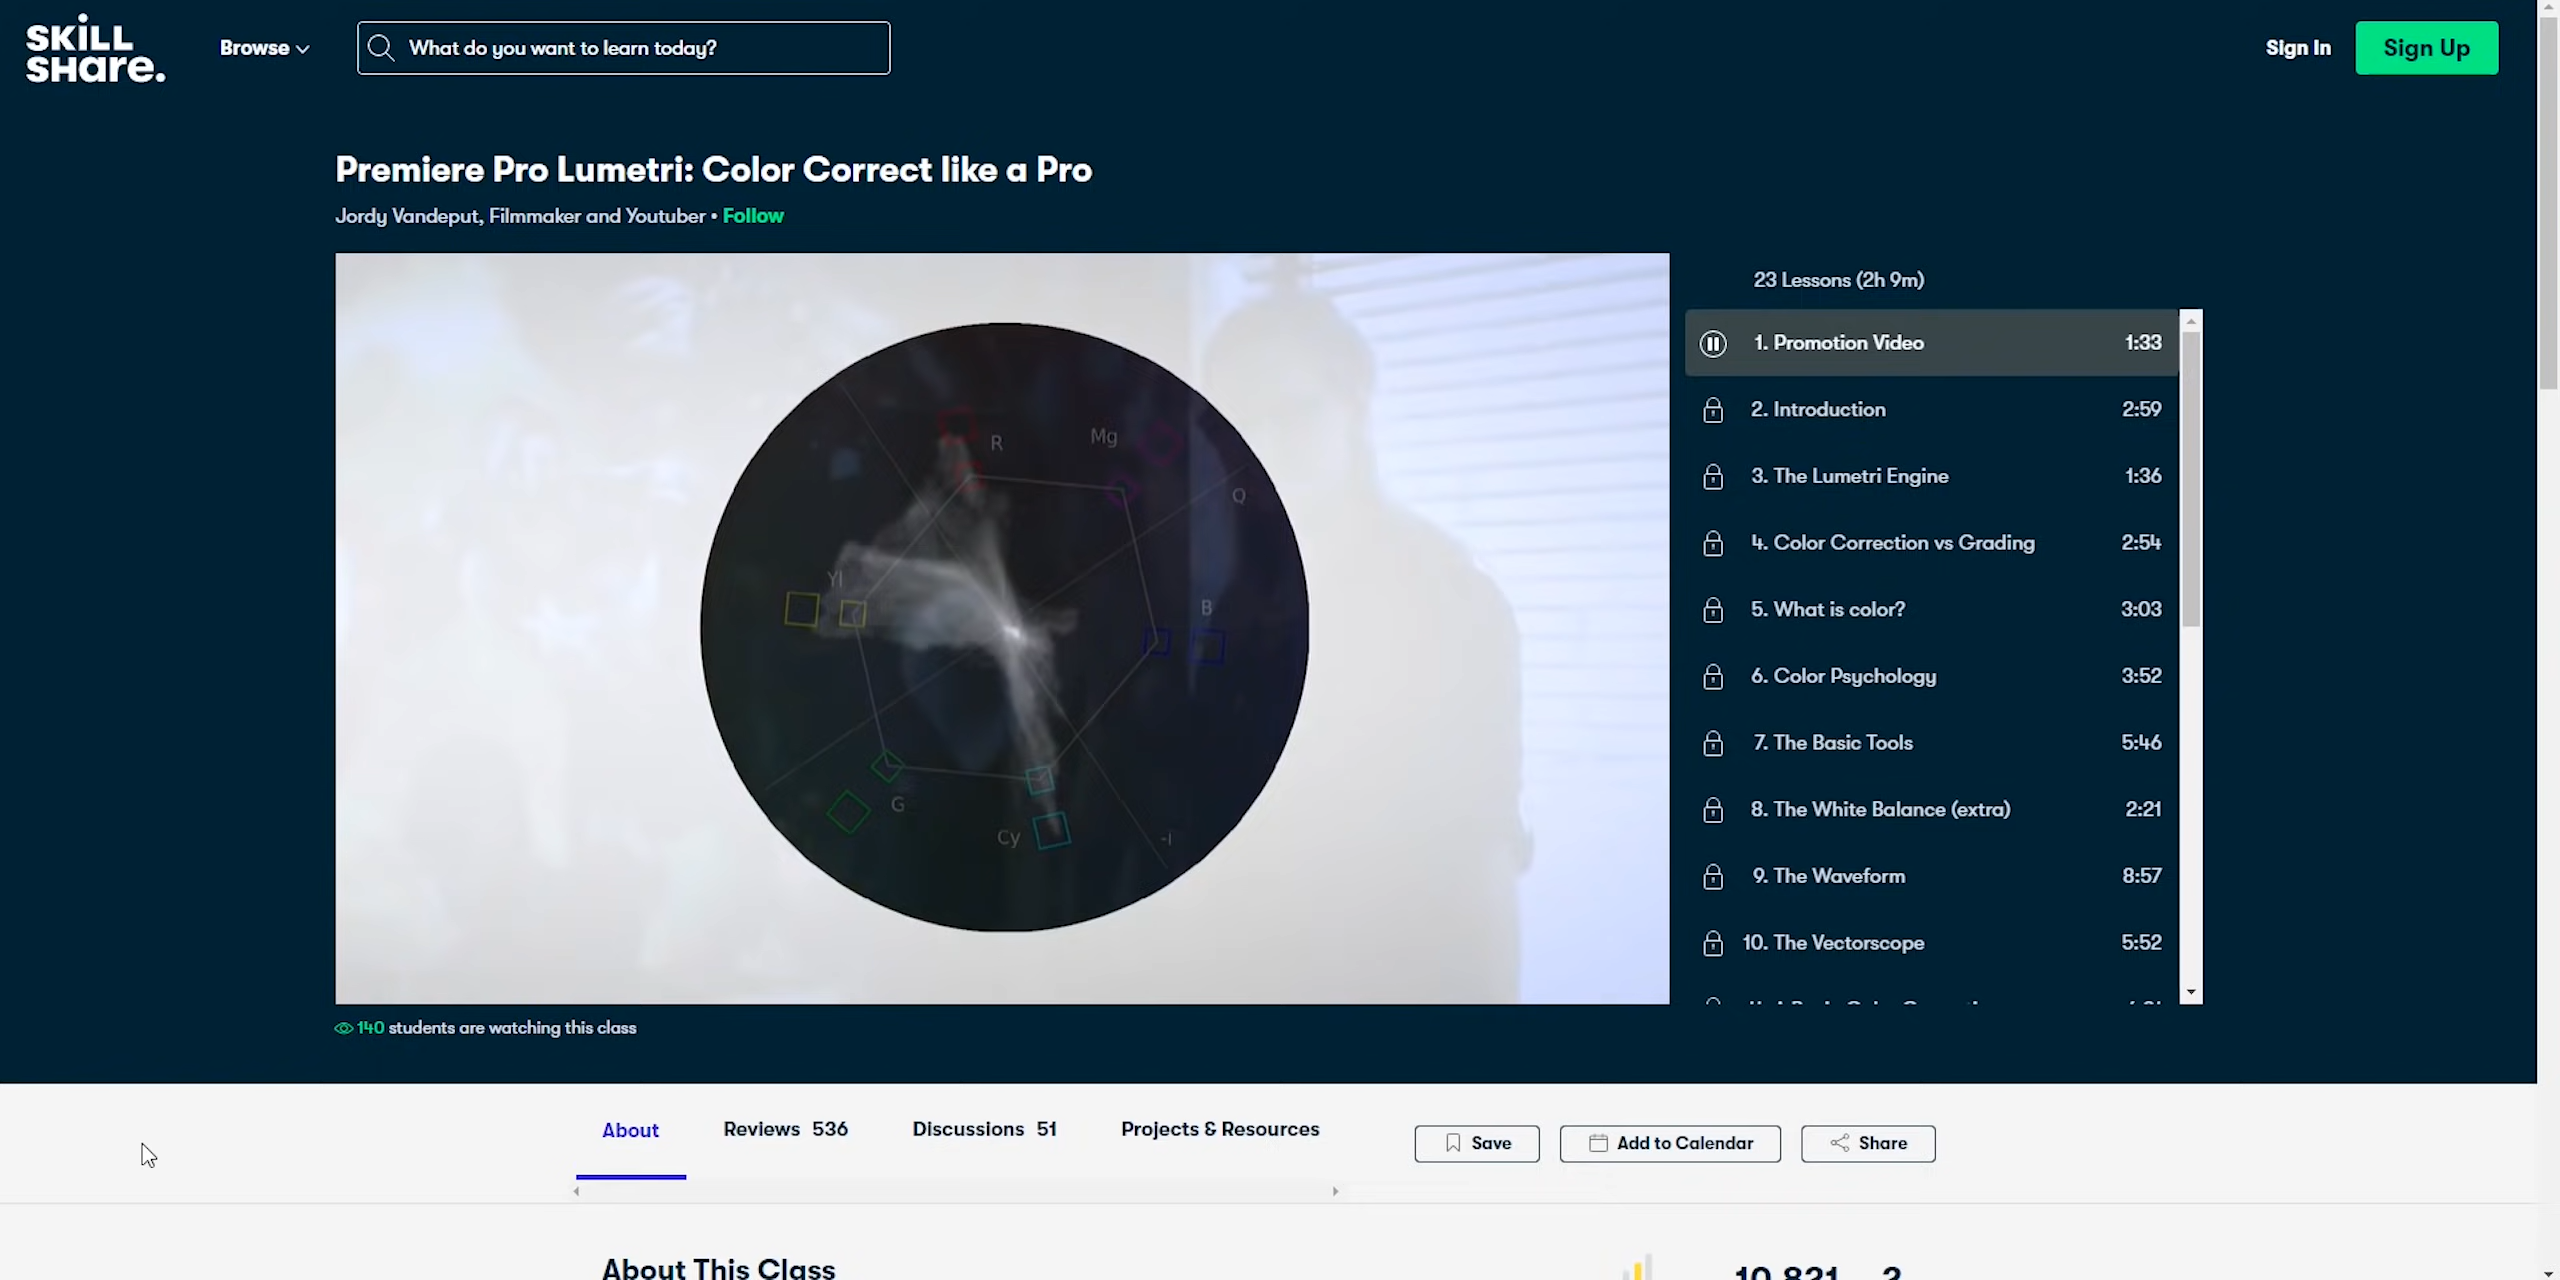 SKILL
SHare.
Browse
What do you want to learn today?
Sign In
Sign Up
Premiere Pro Lumetri: Color Correct like a Pro
Jordy Vandeput, Filmmaker and Youtuber • Follow
R
Mg
Q
Yl
B
G
Cy
-i
23 Lessons (2h 9m)
1. Promotion Video 1:33
2. Introduction 2:59
3. The Lumetri Engine 1:36
4. Color Correction vs Grading 2:54
5. What is color? 3:03
6. Color Psychology 3:52
7. The Basic Tools 5:46
8. The White Balance (extra) 2:21
9. The Waveform 8:57
10. The Vectorscope 5:52
140 students are watching this class
About
Reviews 536
Discussions 51
Projects & Resources
Save
Add to Calendar
Share
About This Class
10,821